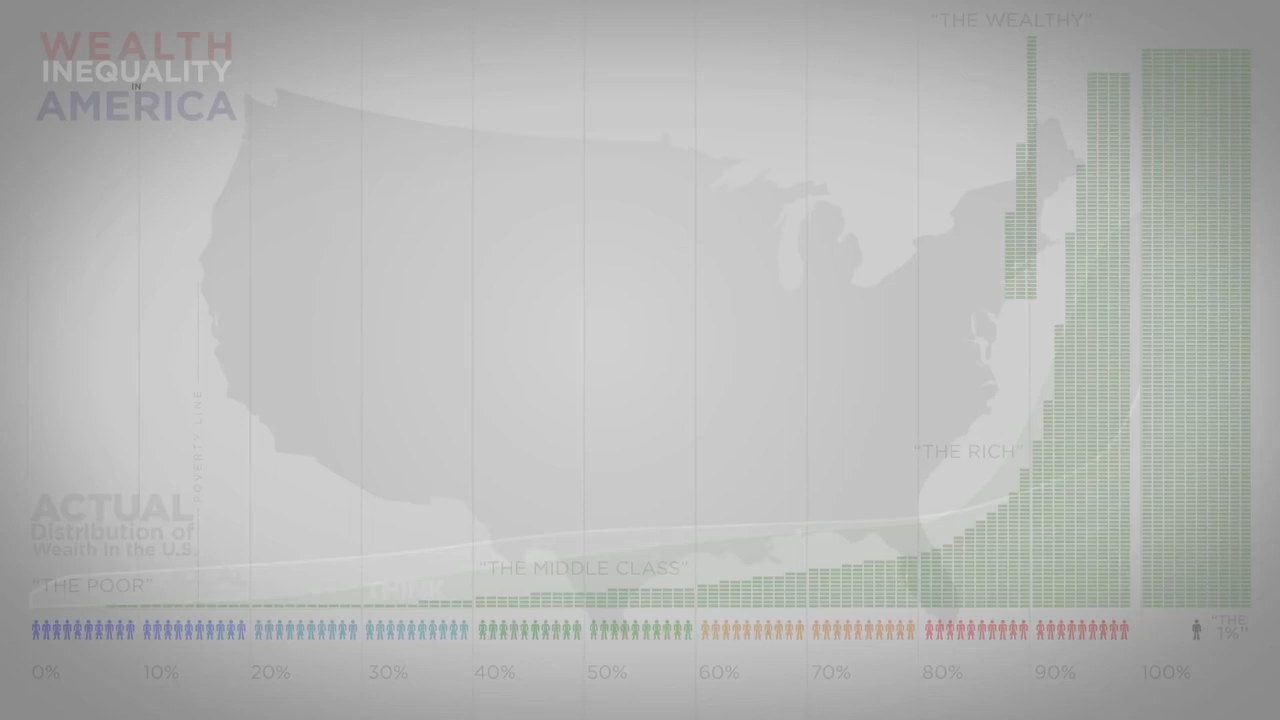 "THE WEALTHY"
WEALTH
INEQUALITY
IN
AMERICA
POVERTY LINE
"THE RICH"
ACTUAL
Distribution of
Wealth In the U.S.
"THE MIDDLE CLASS"
"THE POOR"
"THE
1%"
0% 10% 20% 30% 40% 50% 60% 70% 80% 90% 100%